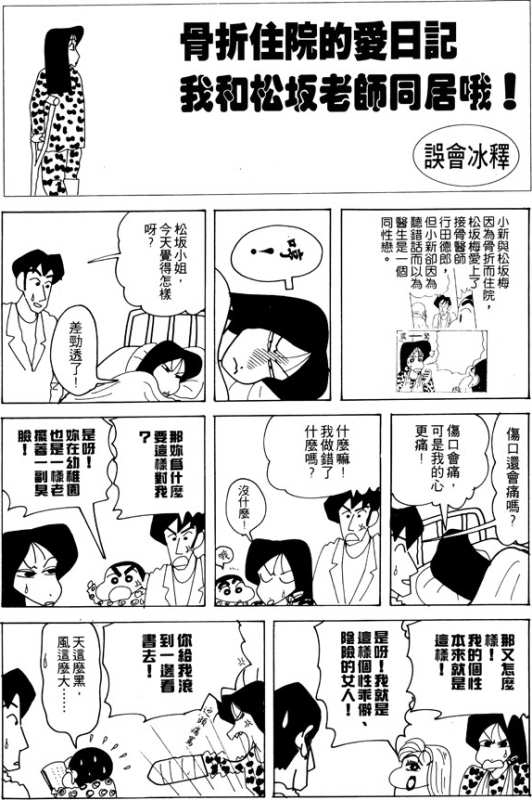 骨折住院的愛日記
我和松坂老師同居哦！
誤會冰釋
小新與松坂梅
因為骨折而住院，
松坂梅愛上了
接骨醫師
行田德郎，
但小新卻因為
聽錯話而以為
醫生是一個
同性戀。
哼！
松坂小姐，
今天覺得怎樣
呀？
差勁透了！
傷口還會痛嗎？
傷口會痛，
可是我的心
更痛！
什麼嘛！
我做錯了
什麼嗎？
沒什麼！
哦
那妳為什麼
要這樣對我
？
是呀！
妳在幼稚園
也是一樣老
擺著一副臭
臉！
那又怎麼
樣！
我的個性
本來就是
這樣！
是呀！我就是
這樣個性乖僻、
陰險的女人！
你給我滾
到一邊看
書去！
天這麼黑，
風這麼大……